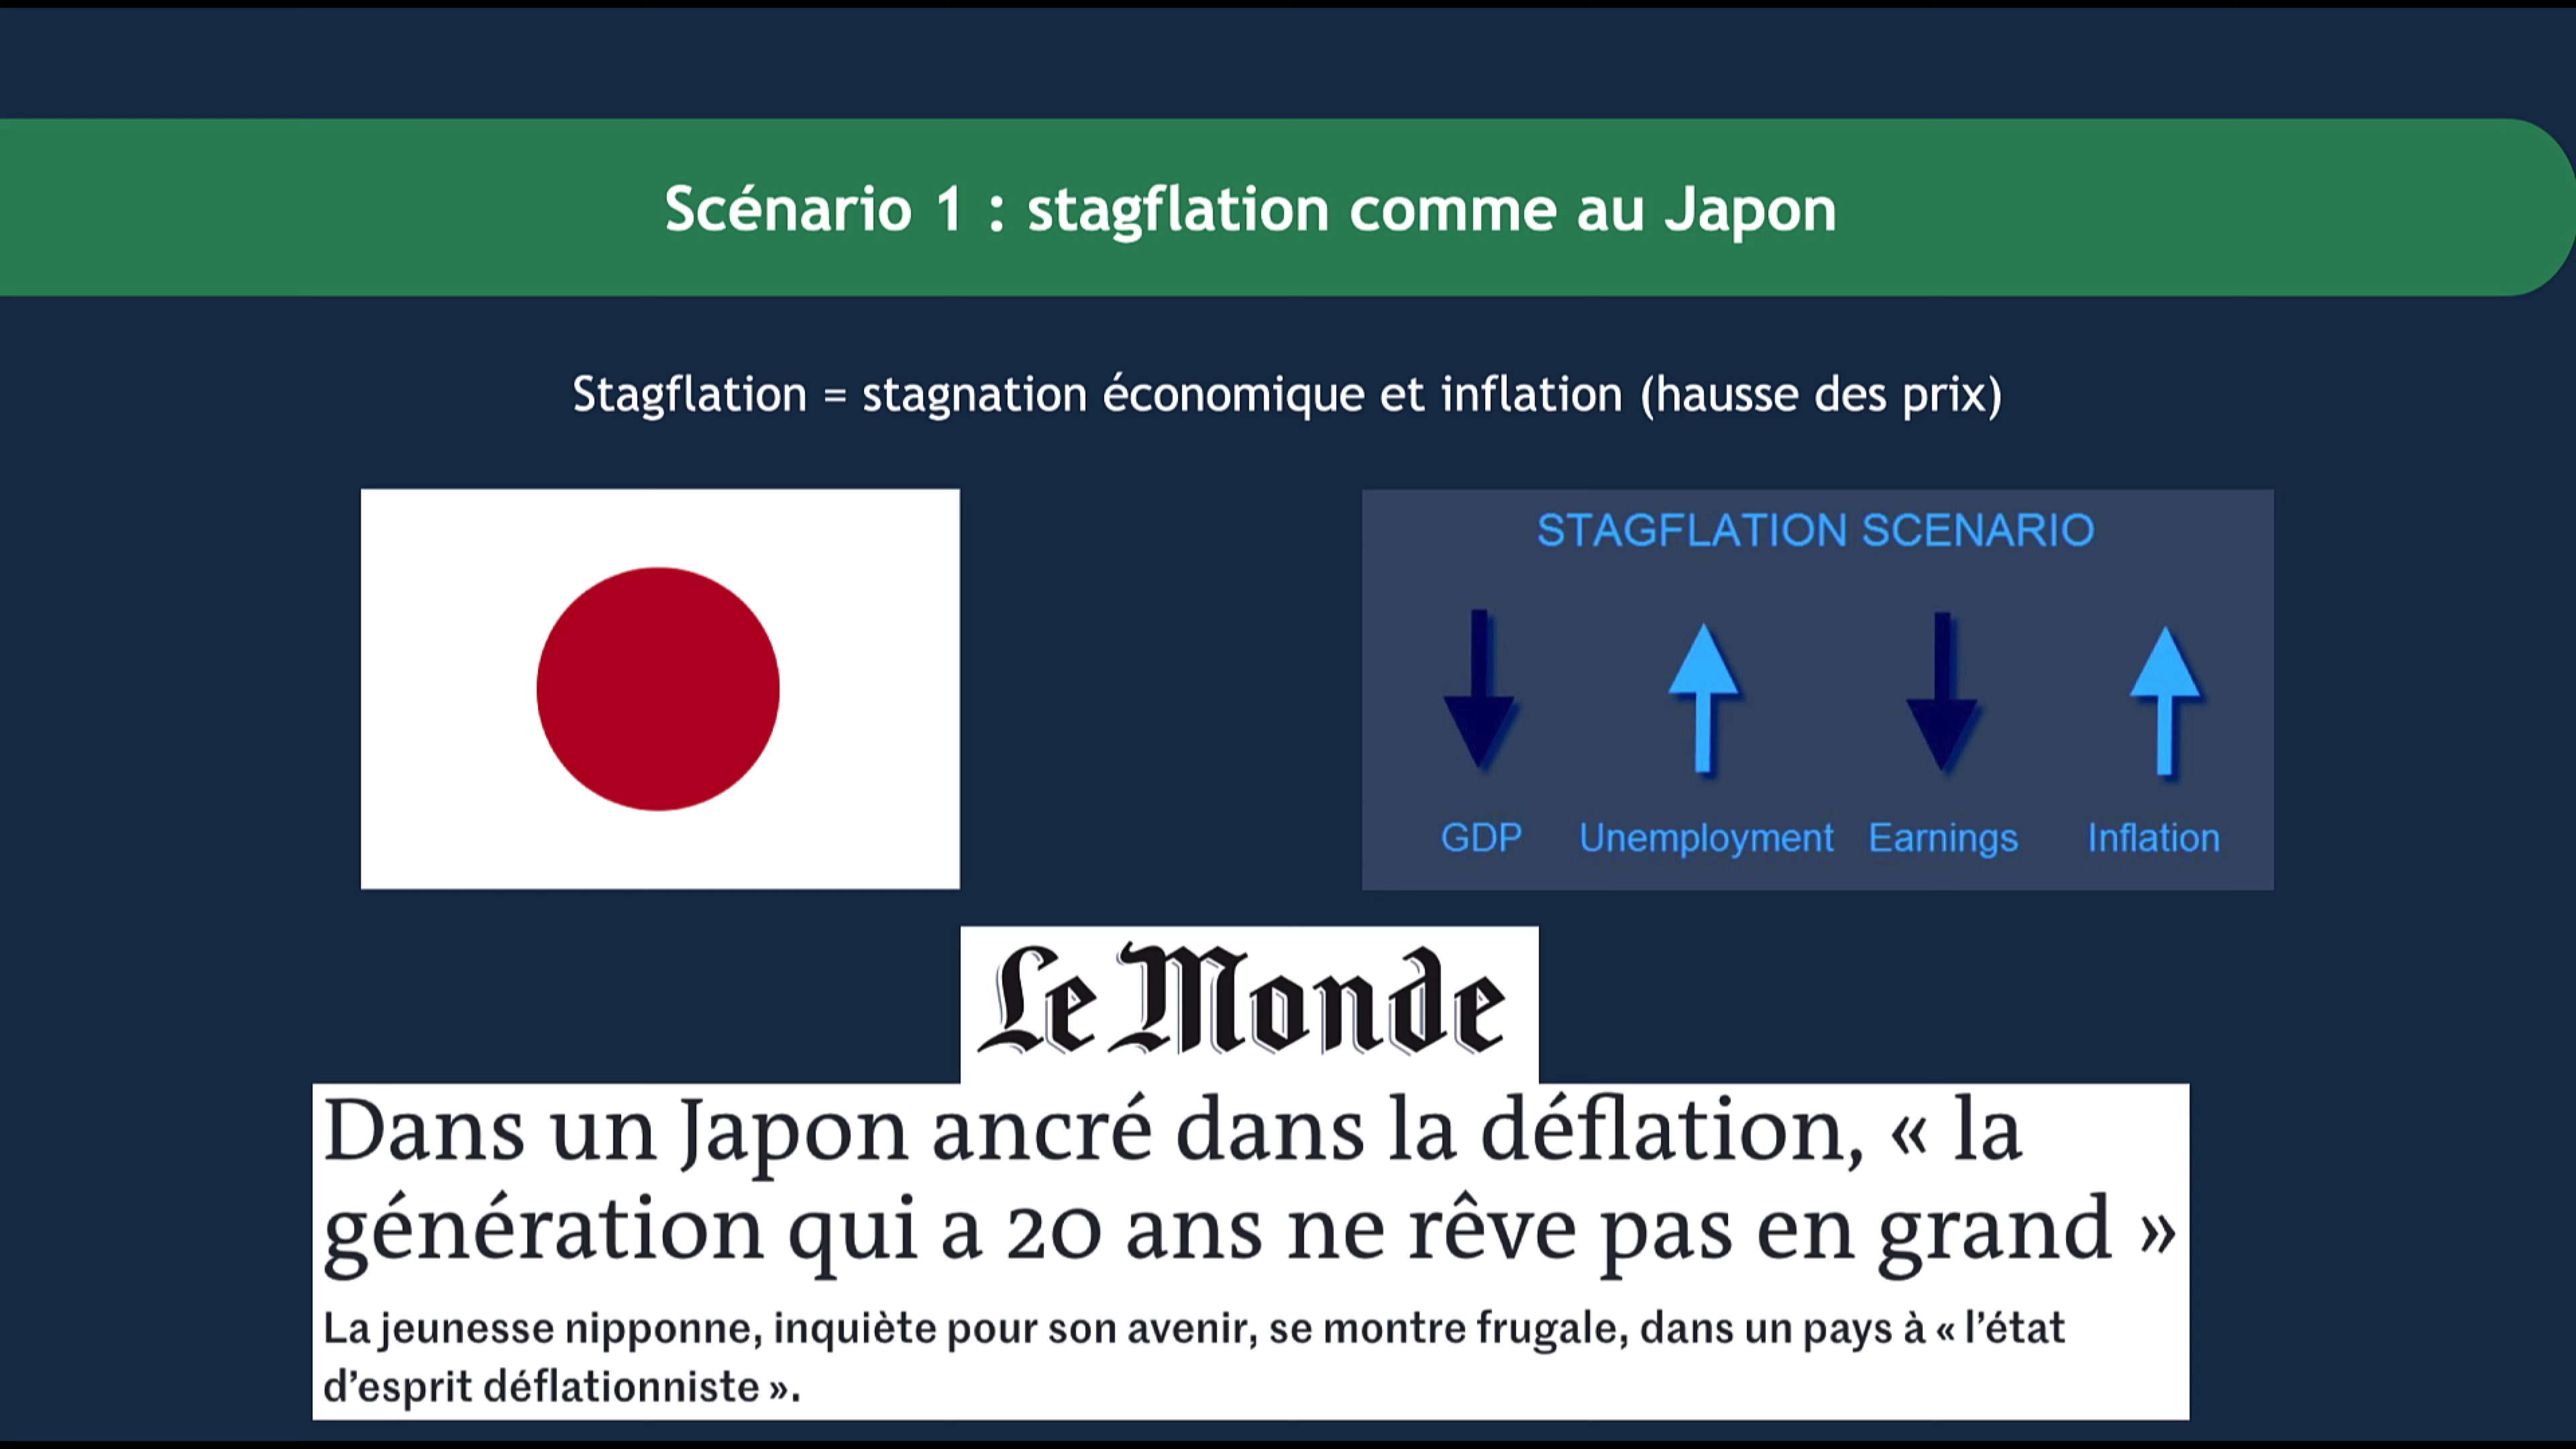 Scénario 1 : stagflation comme au Japon
Stagflation = stagnation économique et inflation (hausse des prix)
STAGFLATION SCENARIO
GDP Unemployment Earnings Inflation
Le Monde
Dans un Japon ancré dans la déflation, « la
génération qui a 20 ans ne rêve pas en grand »
La jeunesse nipponne, inquiète pour son avenir, se montre frugale, dans un pays à « l’état
d’esprit déflationniste ».